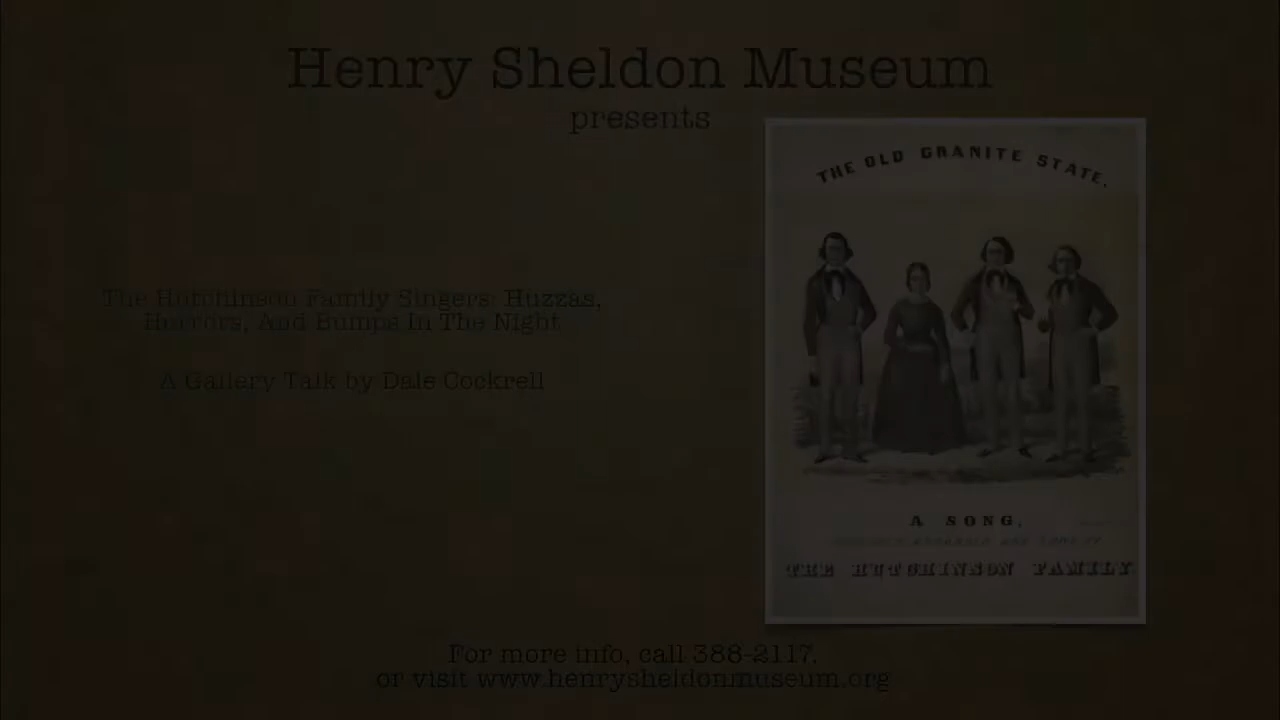 Henry Sheldon Museum
presents
THE OLD GRANITE STATE,
The Hutchinson Family Singers: Huzzas,
Horrors, And Bumps In The Night
A Gallery Talk by Dale Cockrell
A SONG,
THE HUTCHINSON FAMILY
For more info, call 388-2117.
or visit www.henrysheldonmuseum.org